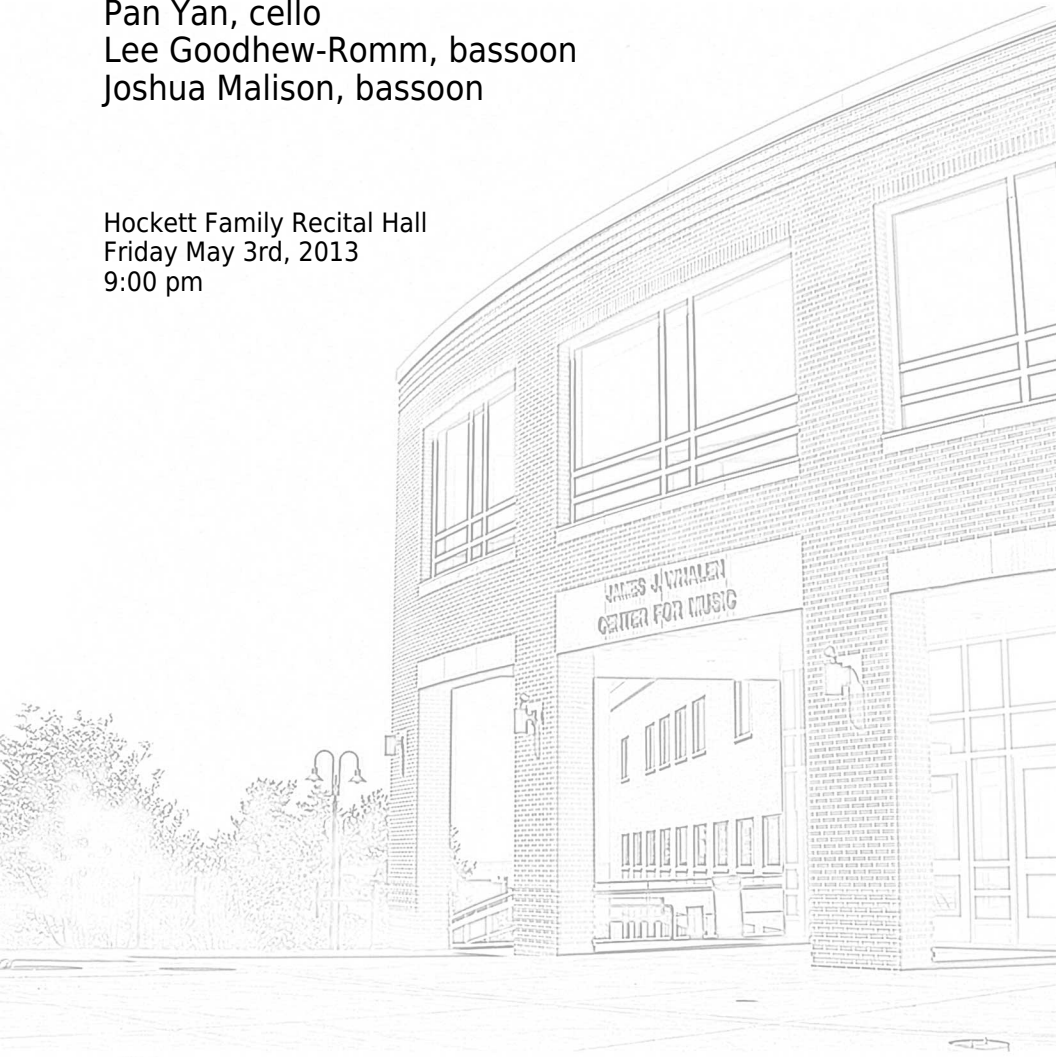 Pan Yan, cello
Lee Goodhew-Romm, bassoon
Joshua Malison, bassoon
Hockett Family Recital Hall
Friday May 3rd, 2013
9:00 pm
JAMES J. WHALEN
CENTER FOR MUSIC